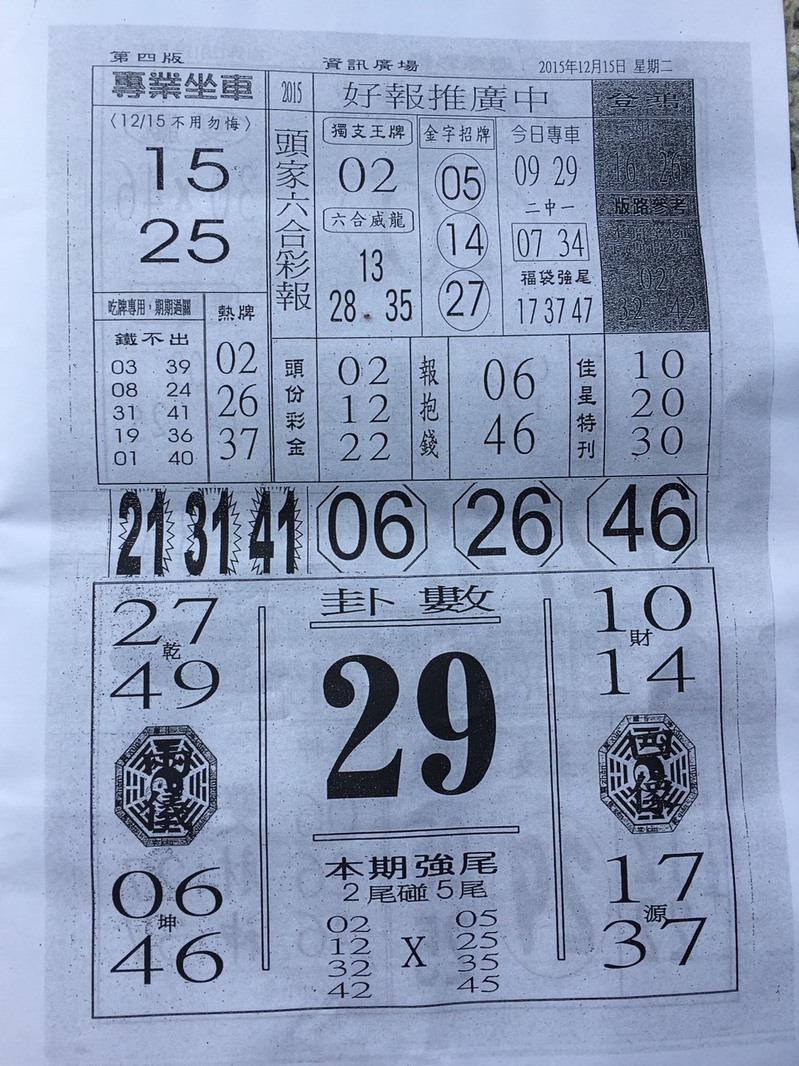 第四版
資訊廣場
2015年12月15日 星期二
專業坐車
〈12/15不用勿悔〉
15
25
吃牌專用，期期過關
鐵不出
03 39
08 24
31 41
19 36
01 40
熱牌
02
26
37
2015
頭家六合彩報
好報推廣中
獨支王牌
02
六合威龍
13
28 . 35
金字招牌
05
14
27
今日專車
09 29
二中一
07 34
福袋強尾
17 37 47
16 26
版路參考
02
32 42
頭份彩金
02
12
22
報抱錢
06
46
佳星特刊
10
20
30
21 31 41
06 26 46
27
乾
49
兩儀
06
坤
46
卦數
29
本期強尾
2尾碰5尾
02 05
12 25
32 X 35
42 45
10
財
14
17
源
37